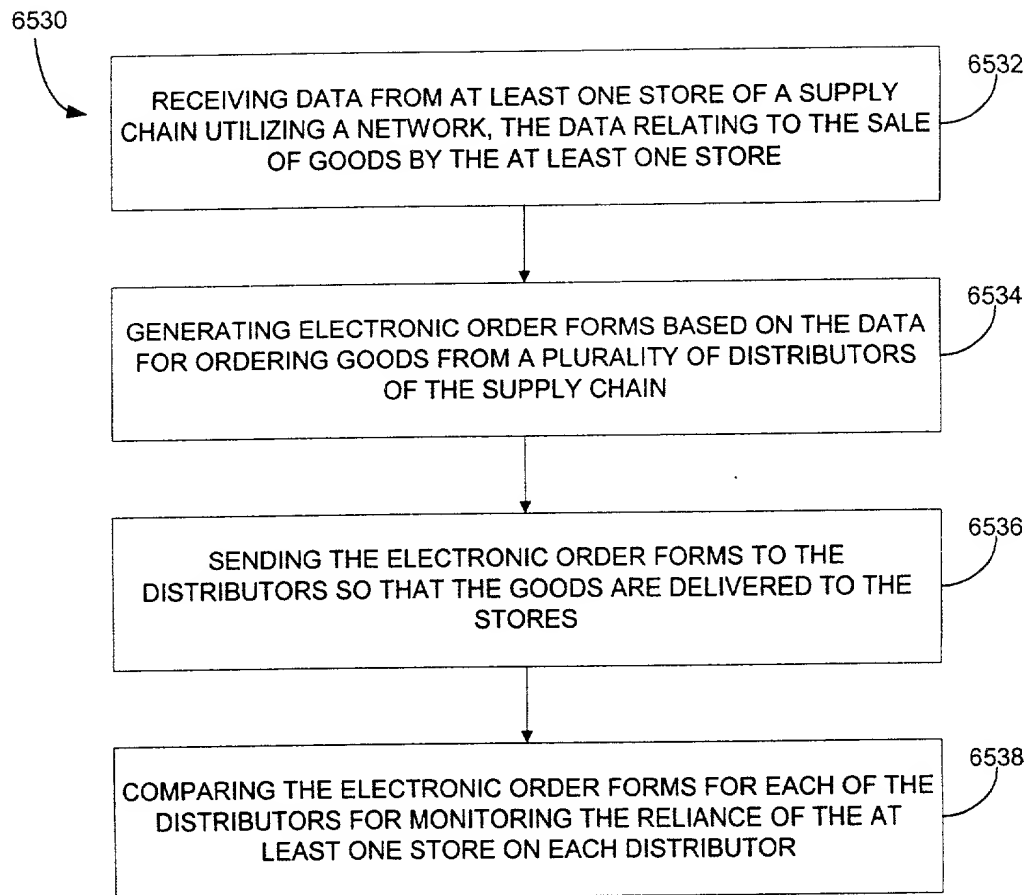 6530
6532
RECEIVING DATA FROM AT LEAST ONE STORE OF A SUPPLY
CHAIN UTILIZING A NETWORK, THE DATA RELATING TO THE SALE
OF GOODS BY THE AT LEAST ONE STORE
6534
GENERATING ELECTRONIC ORDER FORMS BASED ON THE DATA
FOR ORDERING GOODS FROM A PLURALITY OF DISTRIBUTORS
OF THE SUPPLY CHAIN
6536
SENDING THE ELECTRONIC ORDER FORMS TO THE
DISTRIBUTORS SO THAT THE GOODS ARE DELIVERED TO THE
STORES
6538
COMPARING THE ELECTRONIC ORDER FORMS FOR EACH OF THE
DISTRIBUTORS FOR MONITORING THE RELIANCE OF THE AT
LEAST ONE STORE ON EACH DISTRIBUTOR